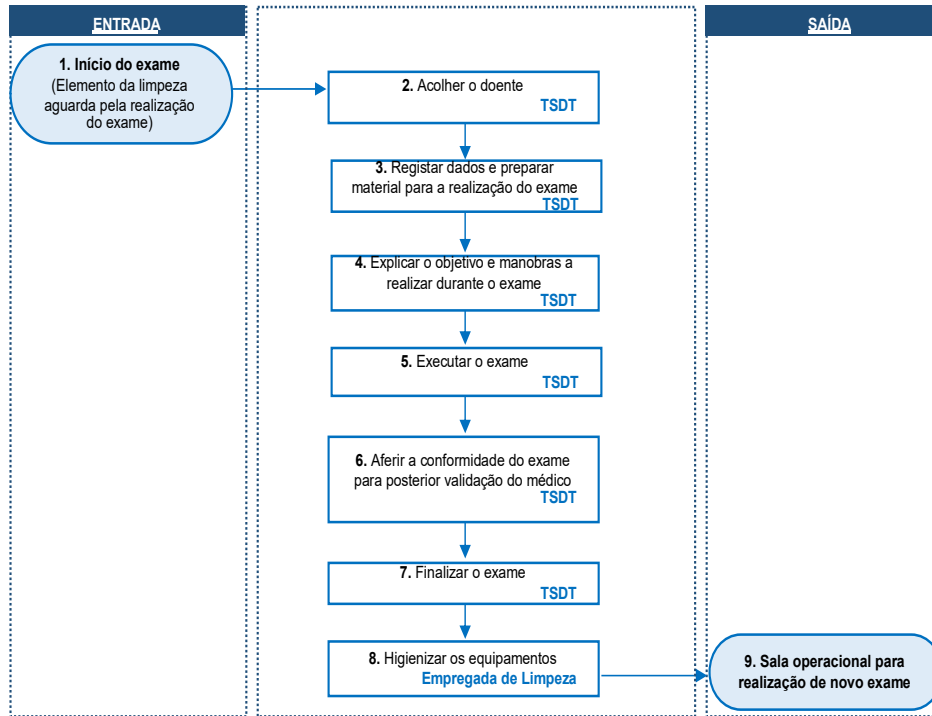 ENTRADA
SAÍDA
1. Início do exame
(Elemento da limpeza
aguarda pela realização
do exame)
2. Acolher o doente
TSDT
3. Registar dados e preparar
material para a realização do exame
TSDT
4. Explicar o objetivo e manobras a
realizar durante o exame
TSDT
5. Executar o exame
TSDT
6. Aferir a conformidade do exame
para posterior validação do médico
TSDT
7. Finalizar o exame
TSDT
8. Higienizar os equipamentos
Empregada de Limpeza
9. Sala operacional para
realização de novo exame